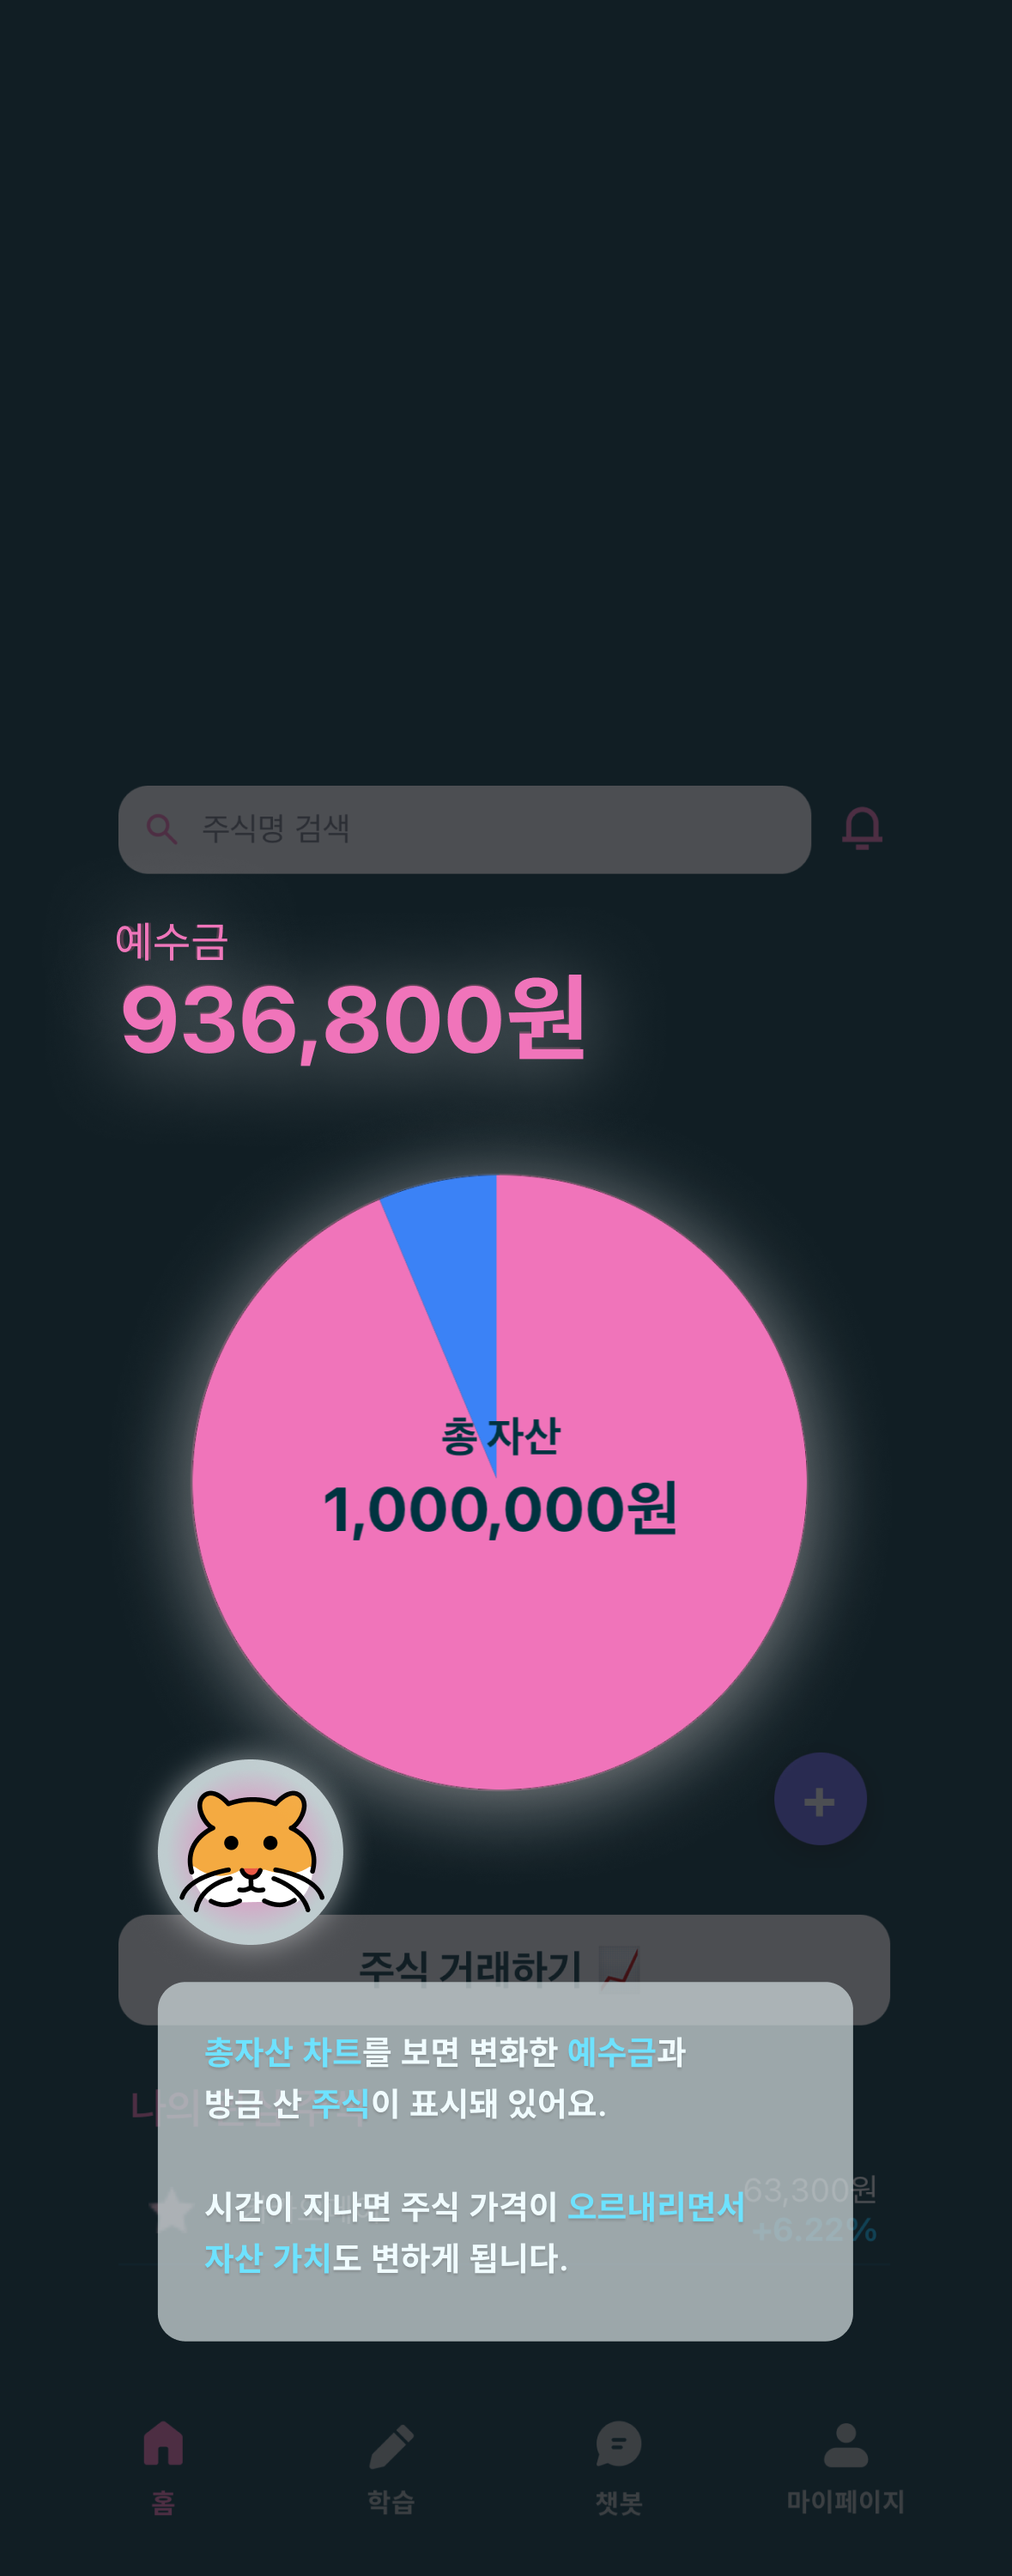 주식명 검색
예수금
936,800원
총 자산
1,000,000원
+
주식 거래하기
총자산 차트를 보면 변화한 예수금과
방금 산 주식이 표시돼 있어요.
나의
시간이 지나면 주식 가격이 오르내리면서
63,300원
+6.22%
자산 가치도 변하게 됩니다.
홈
학습
챗봇
마이페이지